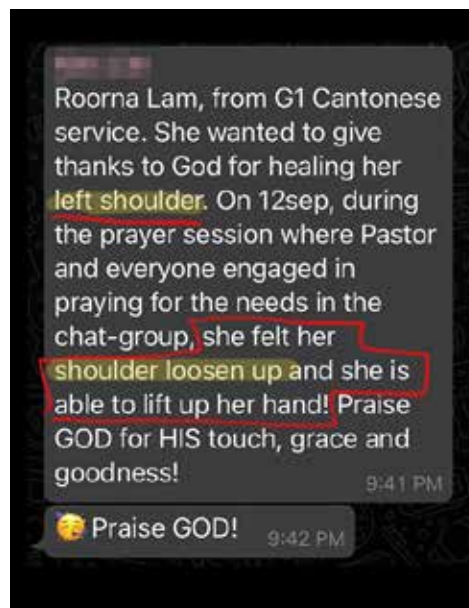 Roorna Lam, from G1 Cantonese
service. She wanted to give
thanks to God for healing her
left shoulder. On 12sep, during
the prayer session where Pastor
and everyone engaged in
praying for the needs in the
chat-group, she felt her
shoulder loosen up and she is
able to lift up her hand! Praise
GOD for HIS touch, grace and
goodness!
9:41 PM
🥳 Praise GOD!
9:42 PM